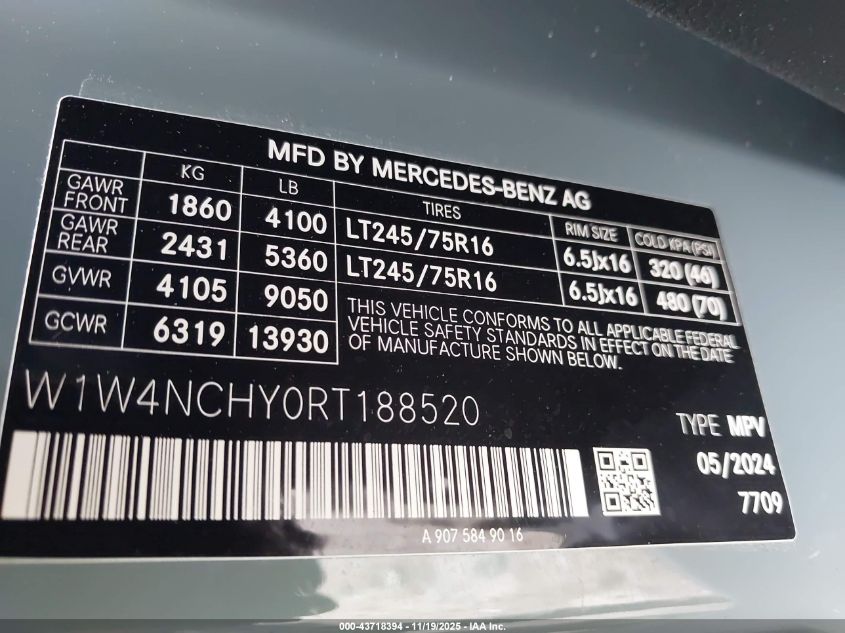 MFD BY MERCEDES-BENZ AG
KG LB TIRES RIM SIZE COLD KPA (PSI)
GAWR FRONT 1860 4100 LT245/75R16 6.5Jx16 320 (46)
GAWR REAR 2431 5360 LT245/75R16 6.5Jx16 480 (70)
GVWR 4105 9050
GCWR 6319 13930
THIS VEHICLE CONFORMS TO ALL APPLICABLE FEDERAL
VEHICLE SAFETY STANDARDS IN EFFECT ON THE DATE
OF MANUFACTURE SHOWN BELOW.
W1W4NCHY0RT188520
TYPE MPV
05/2024
7709
A 907 584 90 16
000-43718394 - 11/19/2025 - IAA Inc.